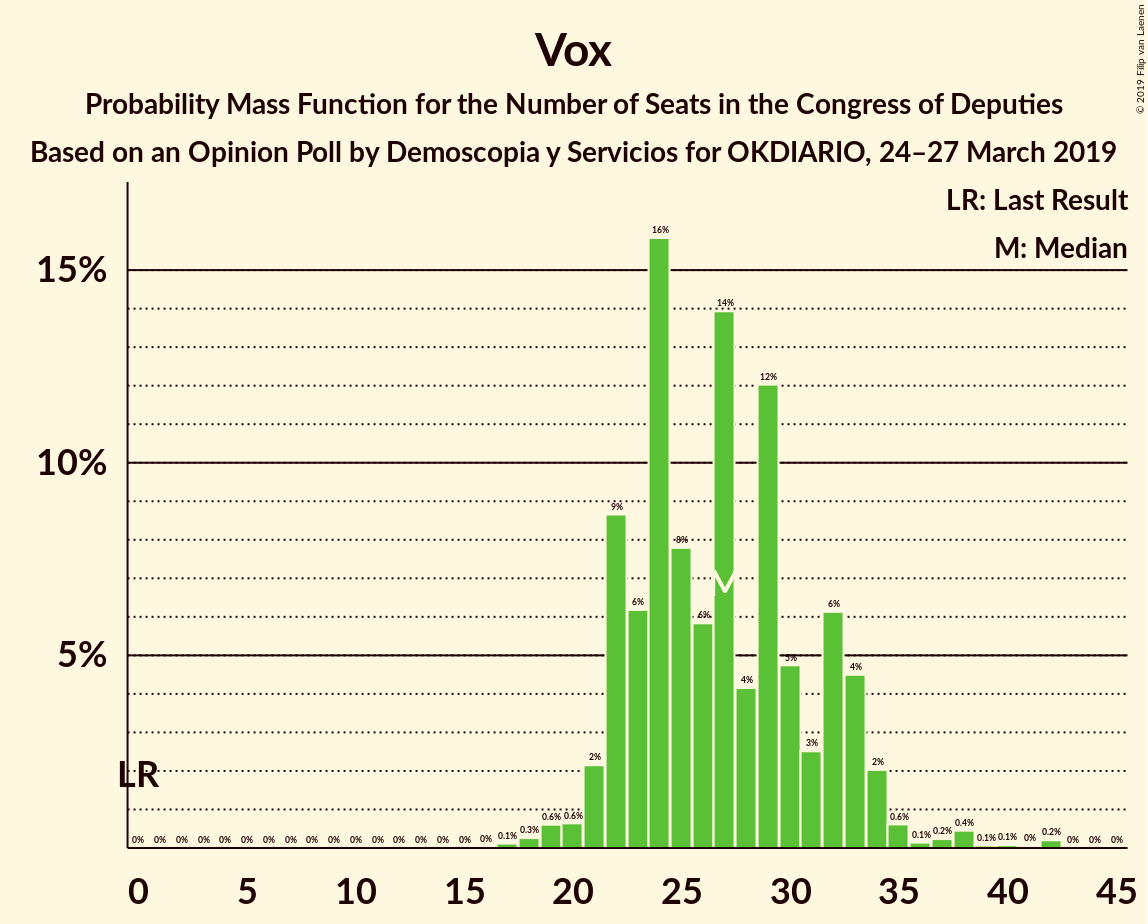 Vox
Probability Mass Function for the Number of Seats in the Congress of Deputies
Based on an Opinion Poll by Demoscopia y Servicios for OKDIARIO, 24–27 March 2019
© 2019 Filip van Laenen
LR: Last Result
M: Median
15%
10%
5%
LR
M
0% 0% 0% 0% 0% 0% 0% 0% 0% 0% 0% 0% 0% 0% 0% 0% 0% 0.1% 0.3% 0.6% 0.6% 2% 9% 6% 16% 8% 6% 14% 4% 12% 5% 3% 6% 4% 2% 0.6% 0.1% 0.2% 0.4% 0.1% 0.1% 0% 0.2% 0% 0% 0%
0 5 10 15 20 25 30 35 40 45